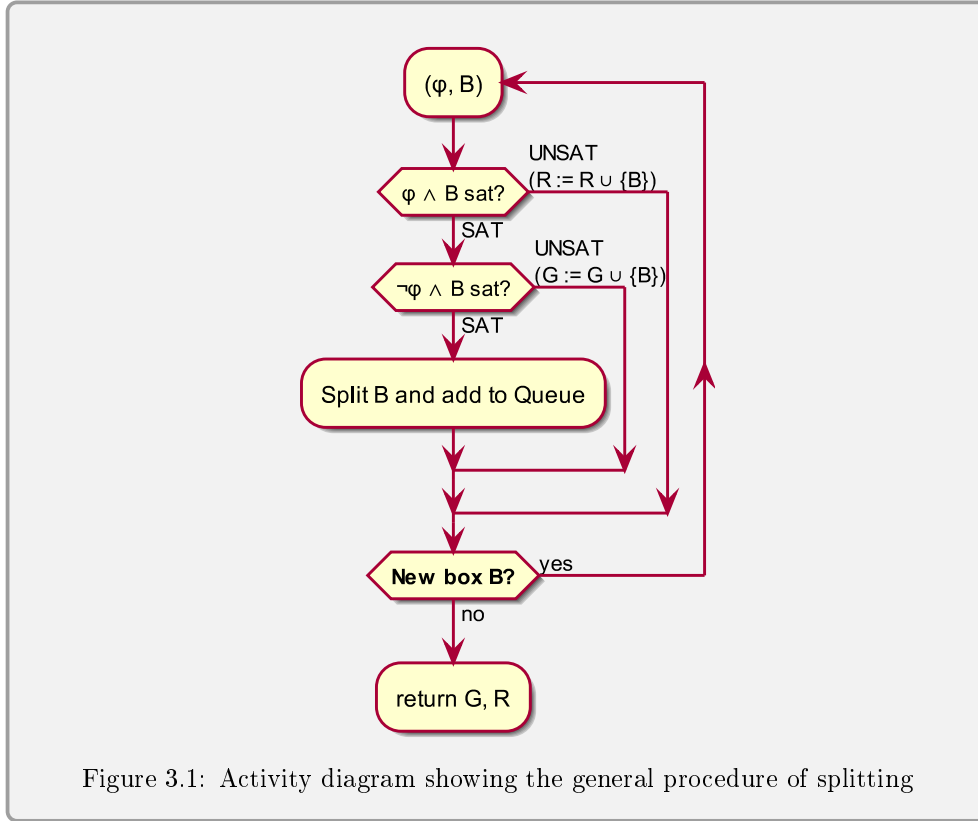 (φ, B)
UNSAT
(R := R ∪ {B})
φ ∧ B sat?
SAT
UNSAT
(G := G ∪ {B})
¬φ ∧ B sat?
SAT
Split B and add to Queue
New box B?
yes
no
return G, R
Figure 3.1: Activity diagram showing the general procedure of splitting